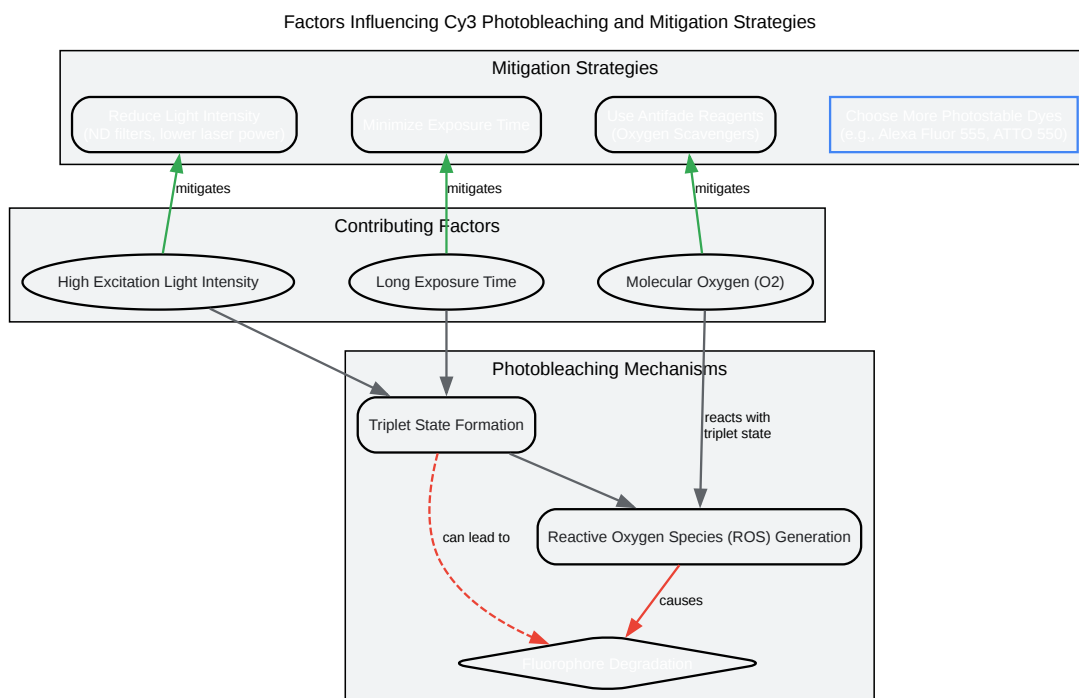 Factors Influencing Cy3 Photobleaching and Mitigation Strategies
Mitigation Strategies
Reduce Light Intensity
(ND filters, lower laser power)
Minimize Exposure Time
Use Antifade Reagents
(Oxygen Scavengers)
Choose More Photostable Dyes
(e.g., Alexa Fluor 555, ATTO 550)
mitigates
mitigates
mitigates
Contributing Factors
High Excitation Light Intensity
Long Exposure Time
Molecular Oxygen (O2)
Photobleaching Mechanisms
Triplet State Formation
reacts with
triplet state
Reactive Oxygen Species (ROS) Generation
can lead to
causes
Fluorophore Degradation